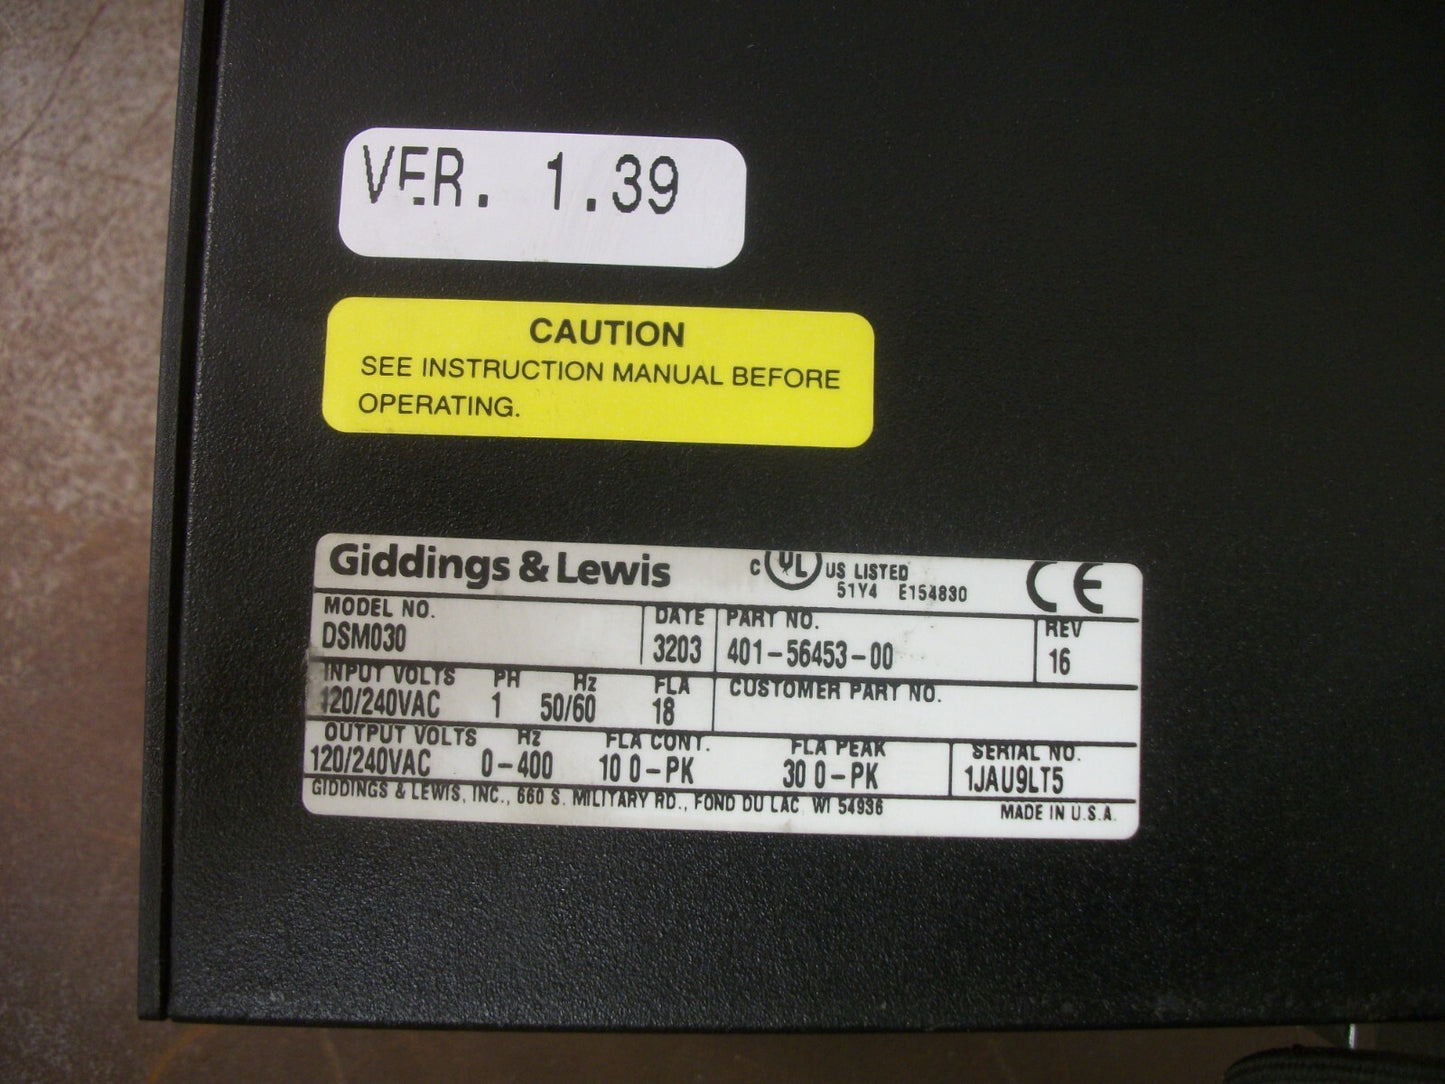 VER. 1.39
CAUTION
SEE INSTRUCTION MANUAL BEFORE
OPERATING.
Giddings & Lewis C UL US LISTED CE
51Y4 E154830
MODEL NO. DATE PART NO. REV
DSM030 3203 401-56453-00 16
INPUT VOLTS PH Hz FLA CUSTOMER PART NO.
120/240VAC 1 50/60 18
OUTPUT VOLTS Hz FLA CONT. FLA PEAK SERIAL NO.
120/240VAC 0-400 10 0-PK 30 0-PK 1JAU9LT5
GIDDINGS & LEWIS, INC., 660 S. MILITARY RD., FOND DU LAC, WI 54936 MADE IN U.S.A.